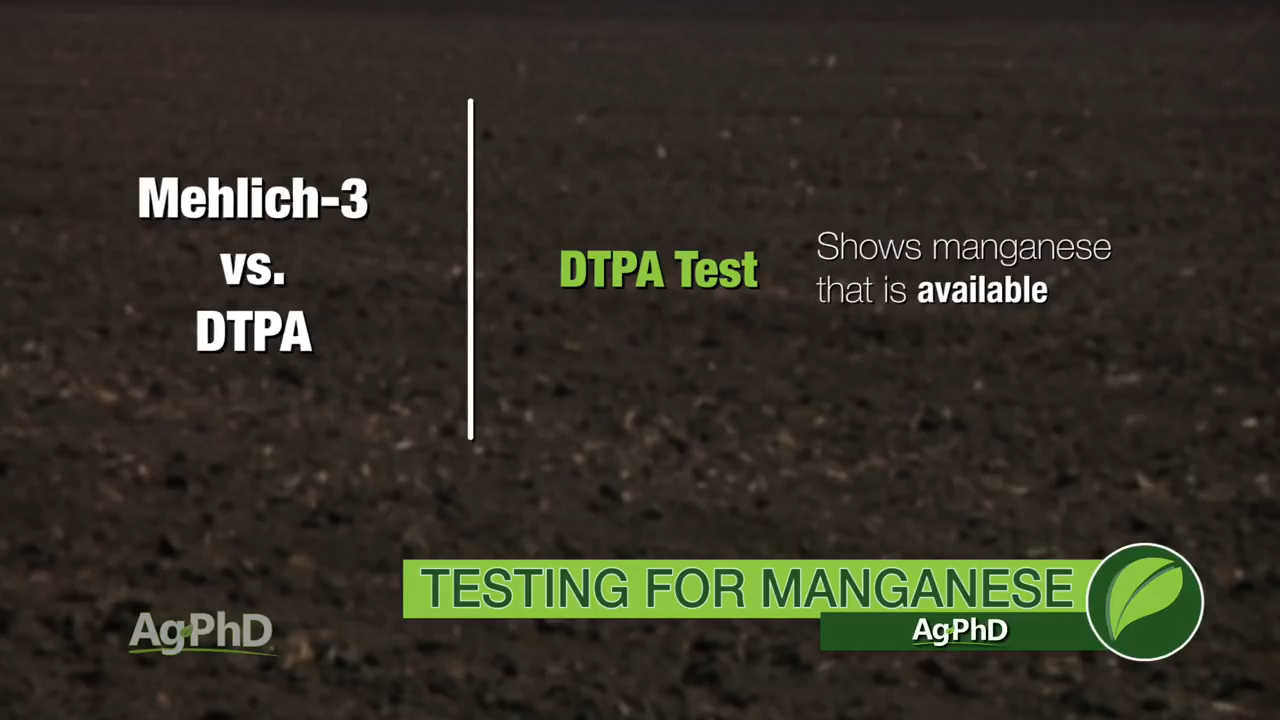 Mehlich-3
vs.
DTPA
DTPA Test
Shows manganese
that is available
TESTING FOR MANGANESE
AgPhD
AgPhD